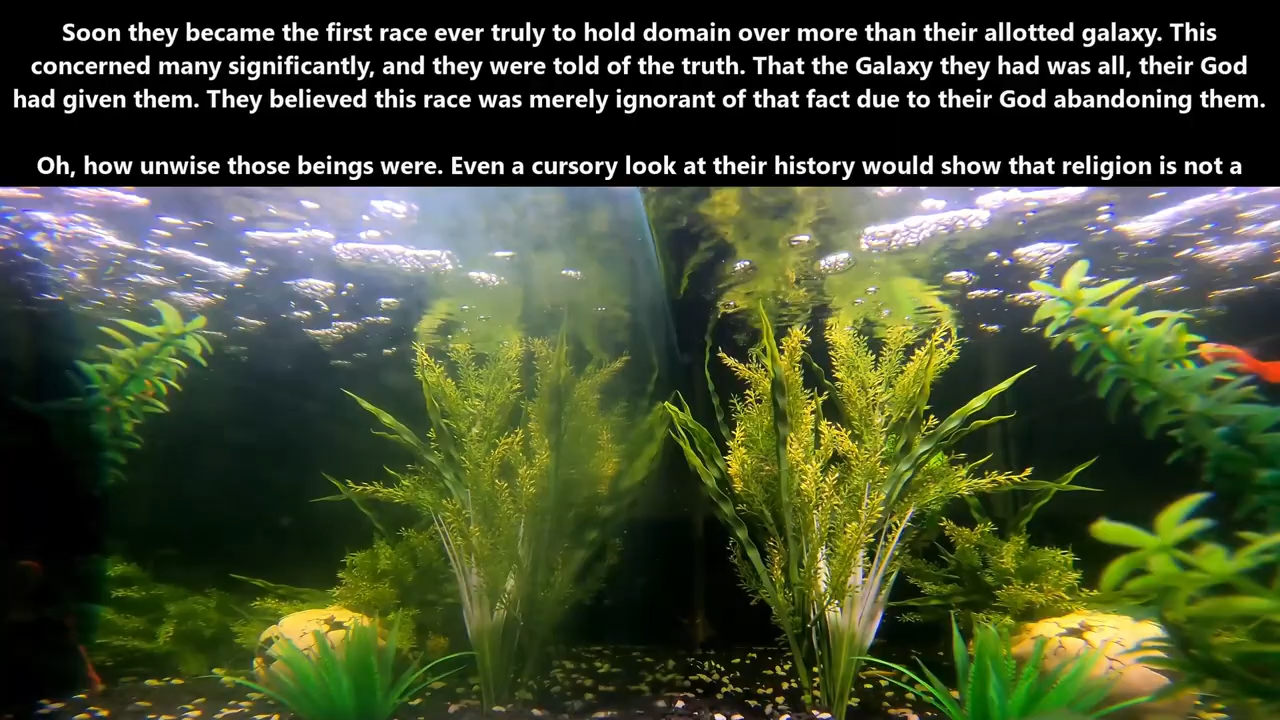 Soon they became the first race ever truly to hold domain over more than their allotted galaxy. This
concerned many significantly, and they were told of the truth. That the Galaxy they had was all, their God
had given them. They believed this race was merely ignorant of that fact due to their God abandoning them.
Oh, how unwise those beings were. Even a cursory look at their history would show that religion is not a